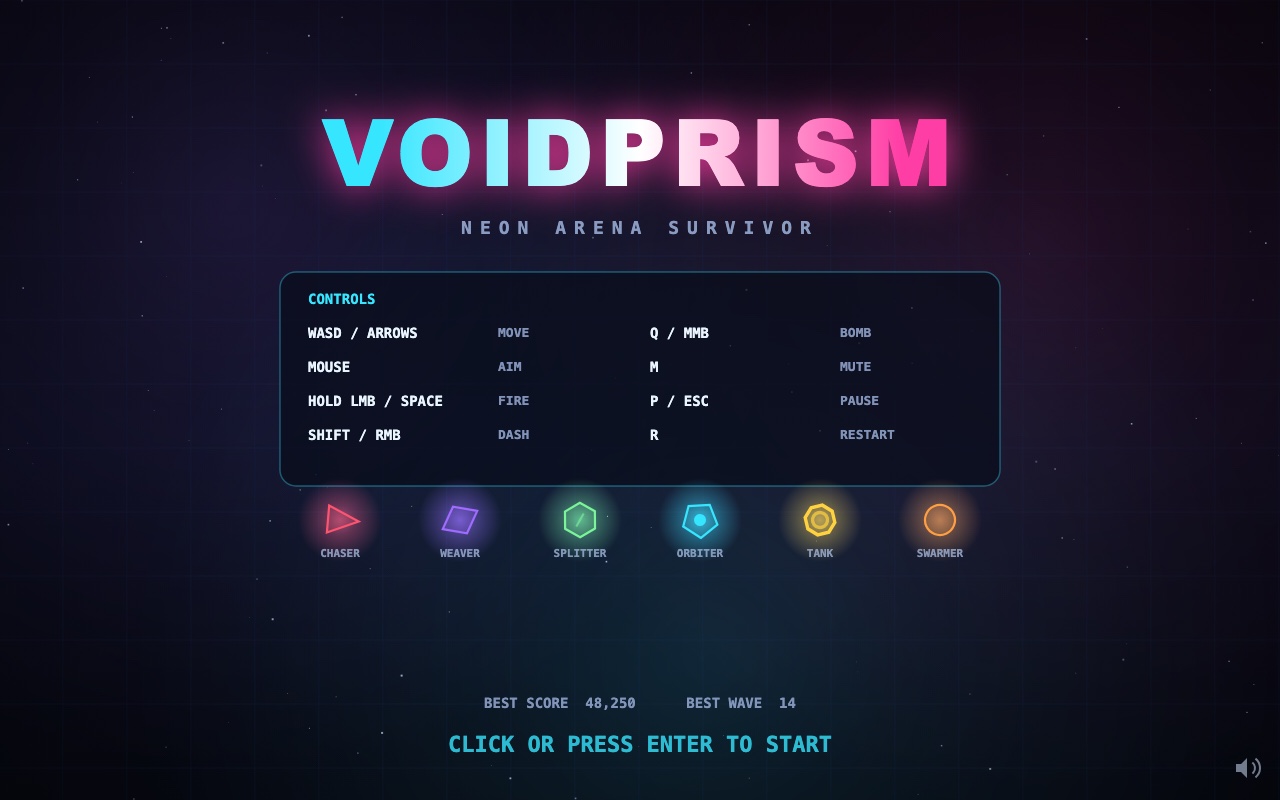 VOIDPRISM
NEON ARENA SURVIVOR
CONTROLS
WASD / ARROWS MOVE Q / MMB BOMB
MOUSE AIM M MUTE
HOLD LMB / SPACE FIRE P / ESC PAUSE
SHIFT / RMB DASH R RESTART
CHASER WEAVER SPLITTER ORBITER TANK SWARMER
BEST SCORE 48,250 BEST WAVE 14
CLICK OR PRESS ENTER TO START